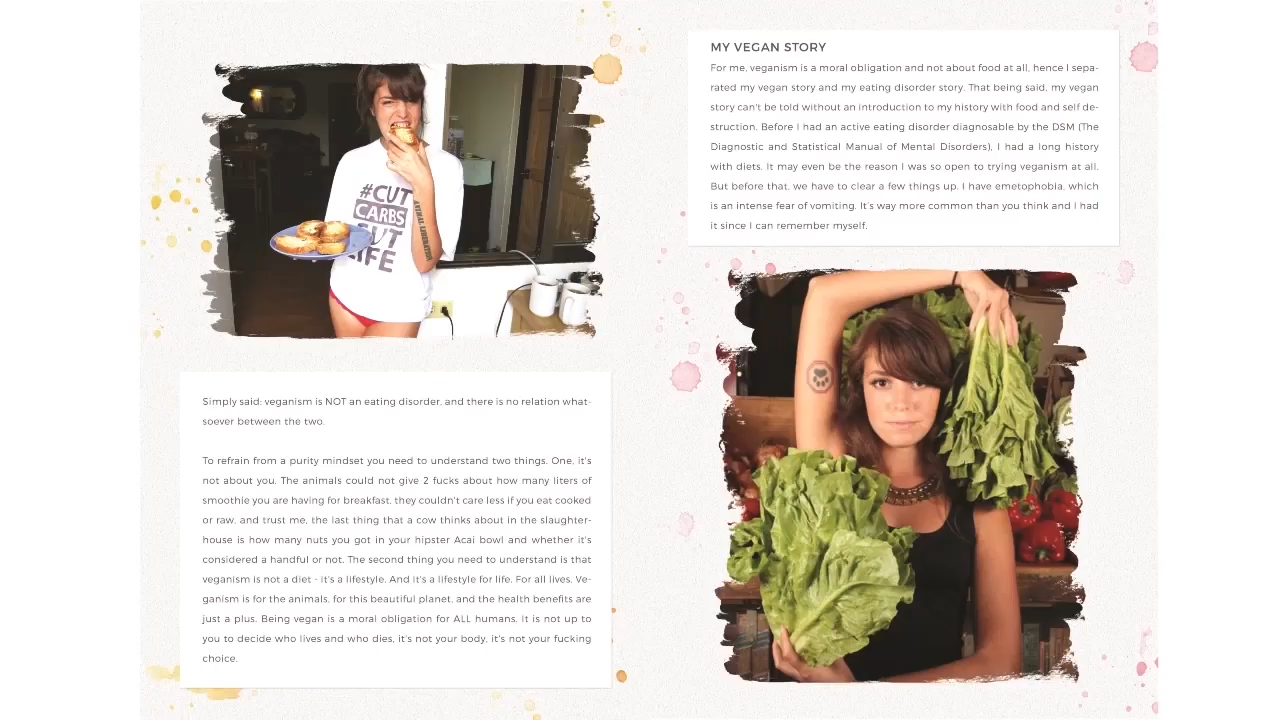 #CUT
CARBS
CUT
LIFE
Simply said: veganism is NOT an eating disorder, and there is no relation what-
soever between the two.
To refrain from a purity mindset you need to understand two things. One, it's
not about you. The animals could not give 2 fucks about how many liters of
smoothie you are having for breakfast, they couldn't care less if you eat cooked
or raw, and trust me, the last thing that a cow thinks about in the slaughter-
house is how many nuts you got in your hipster Acai bowl and whether it's
considered a handful or not. The second thing you need to understand is that
veganism is not a diet - it's a lifestyle. And it's a lifestyle for life. For all lives. Ve-
ganism is for the animals, for this beautiful planet, and the health benefits are
just a plus. Being vegan is a moral obligation for ALL humans. It is not up to
you to decide who lives and who dies, it's not your body, it's not your fucking
choice.
MY VEGAN STORY
For me, veganism is a moral obligation and not about food at all, hence I sepa-
rated my vegan story and my eating disorder story. That being said, my vegan
story can't be told without an introduction to my history with food and self de-
struction. Before I had an active eating disorder diagnosable by the DSM (The
Diagnostic and Statistical Manual of Mental Disorders), I had a long history
with diets. It may even be the reason I was so open to trying veganism at all.
But before that, we have to clear a few things up. I have emetophobia, which
is an intense fear of vomiting. It's way more common than you think and I had
it since I can remember myself.